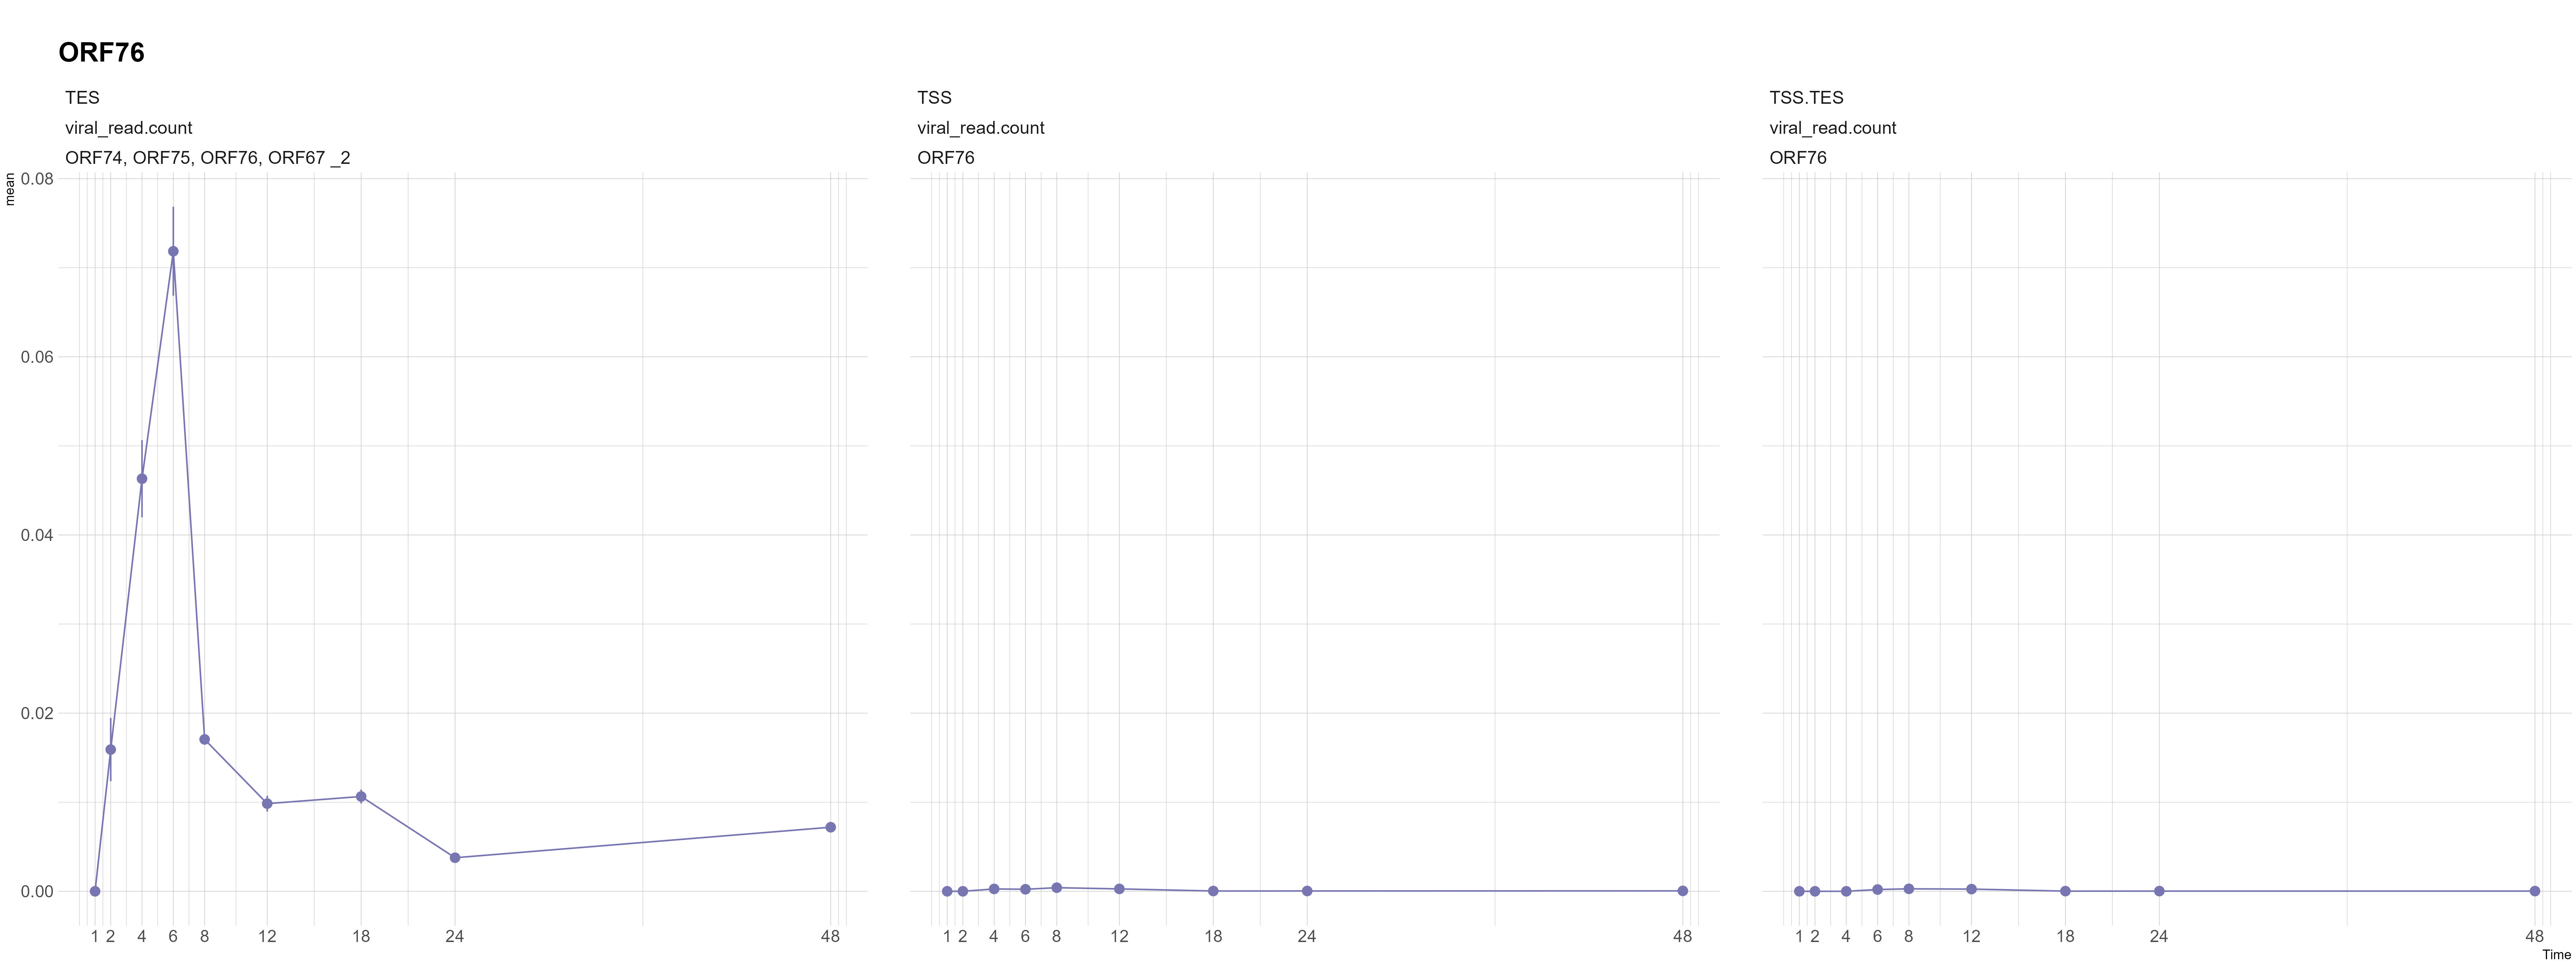 ORF76
TES
viral_read.count
ORF74, ORF75, ORF76, ORF67 _2
TSS
viral_read.count
ORF76
TSS.TES
viral_read.count
ORF76
mean
0.08
0.06
0.04
0.02
0.00
1 2 4 6 8 12 18 24 48
1 2 4 6 8 12 18 24 48
1 2 4 6 8 12 18 24 48
Time